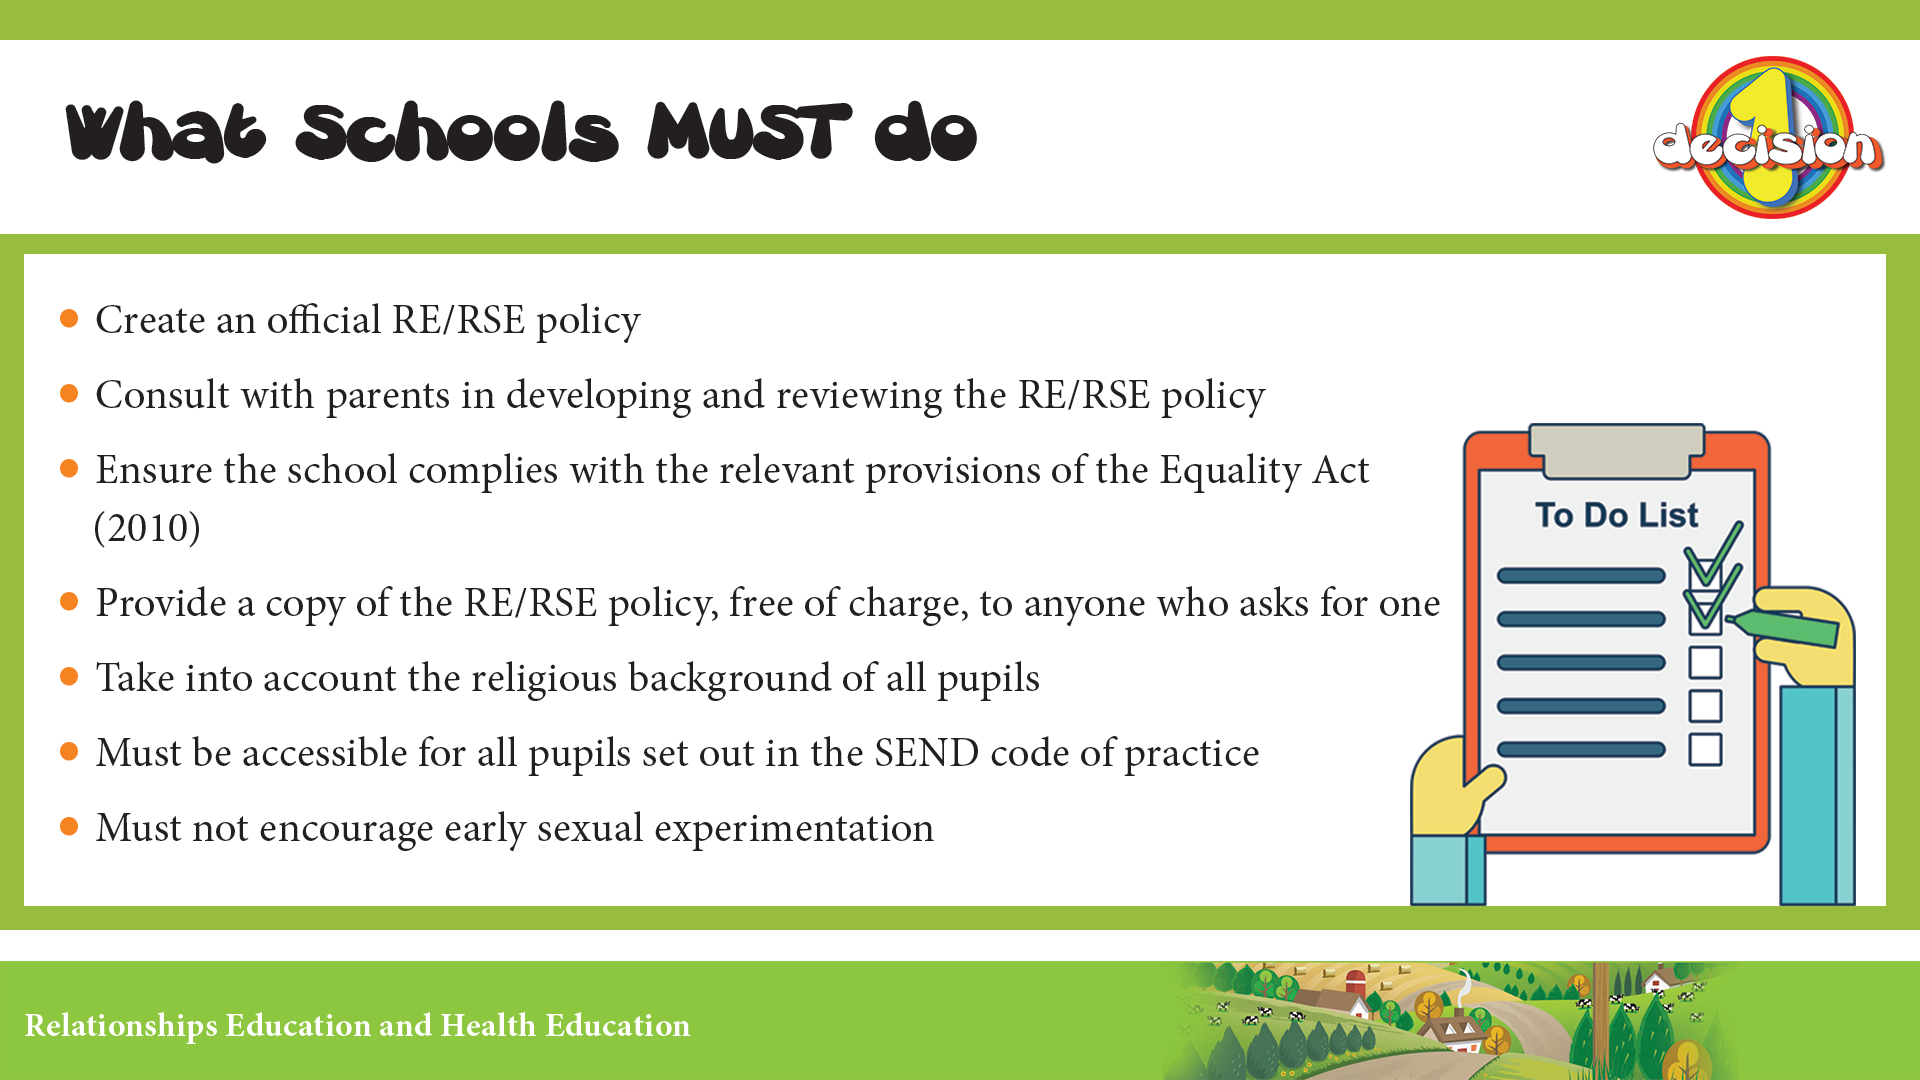 What Schools MUST do
1
decision
• Create an official RE/RSE policy
• Consult with parents in developing and reviewing the RE/RSE policy
• Ensure the school complies with the relevant provisions of the Equality Act
(2010)
• Provide a copy of the RE/RSE policy, free of charge, to anyone who asks for one
• Take into account the religious background of all pupils
• Must be accessible for all pupils set out in the SEND code of practice
• Must not encourage early sexual experimentation
To Do List
Relationships Education and Health Education